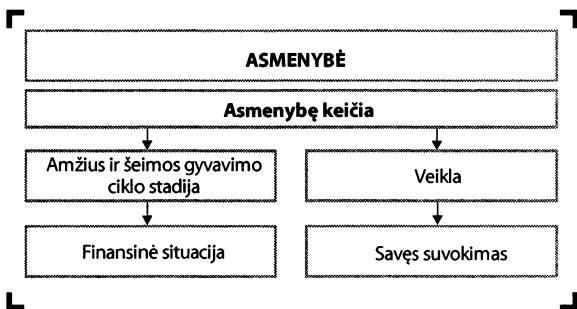 ASMENYBĖ
Asmenybę keičia
Amžius ir šeimos gyvavimo
ciklo stadija
Veikla
Finansinė situacija
Savęs suvokimas